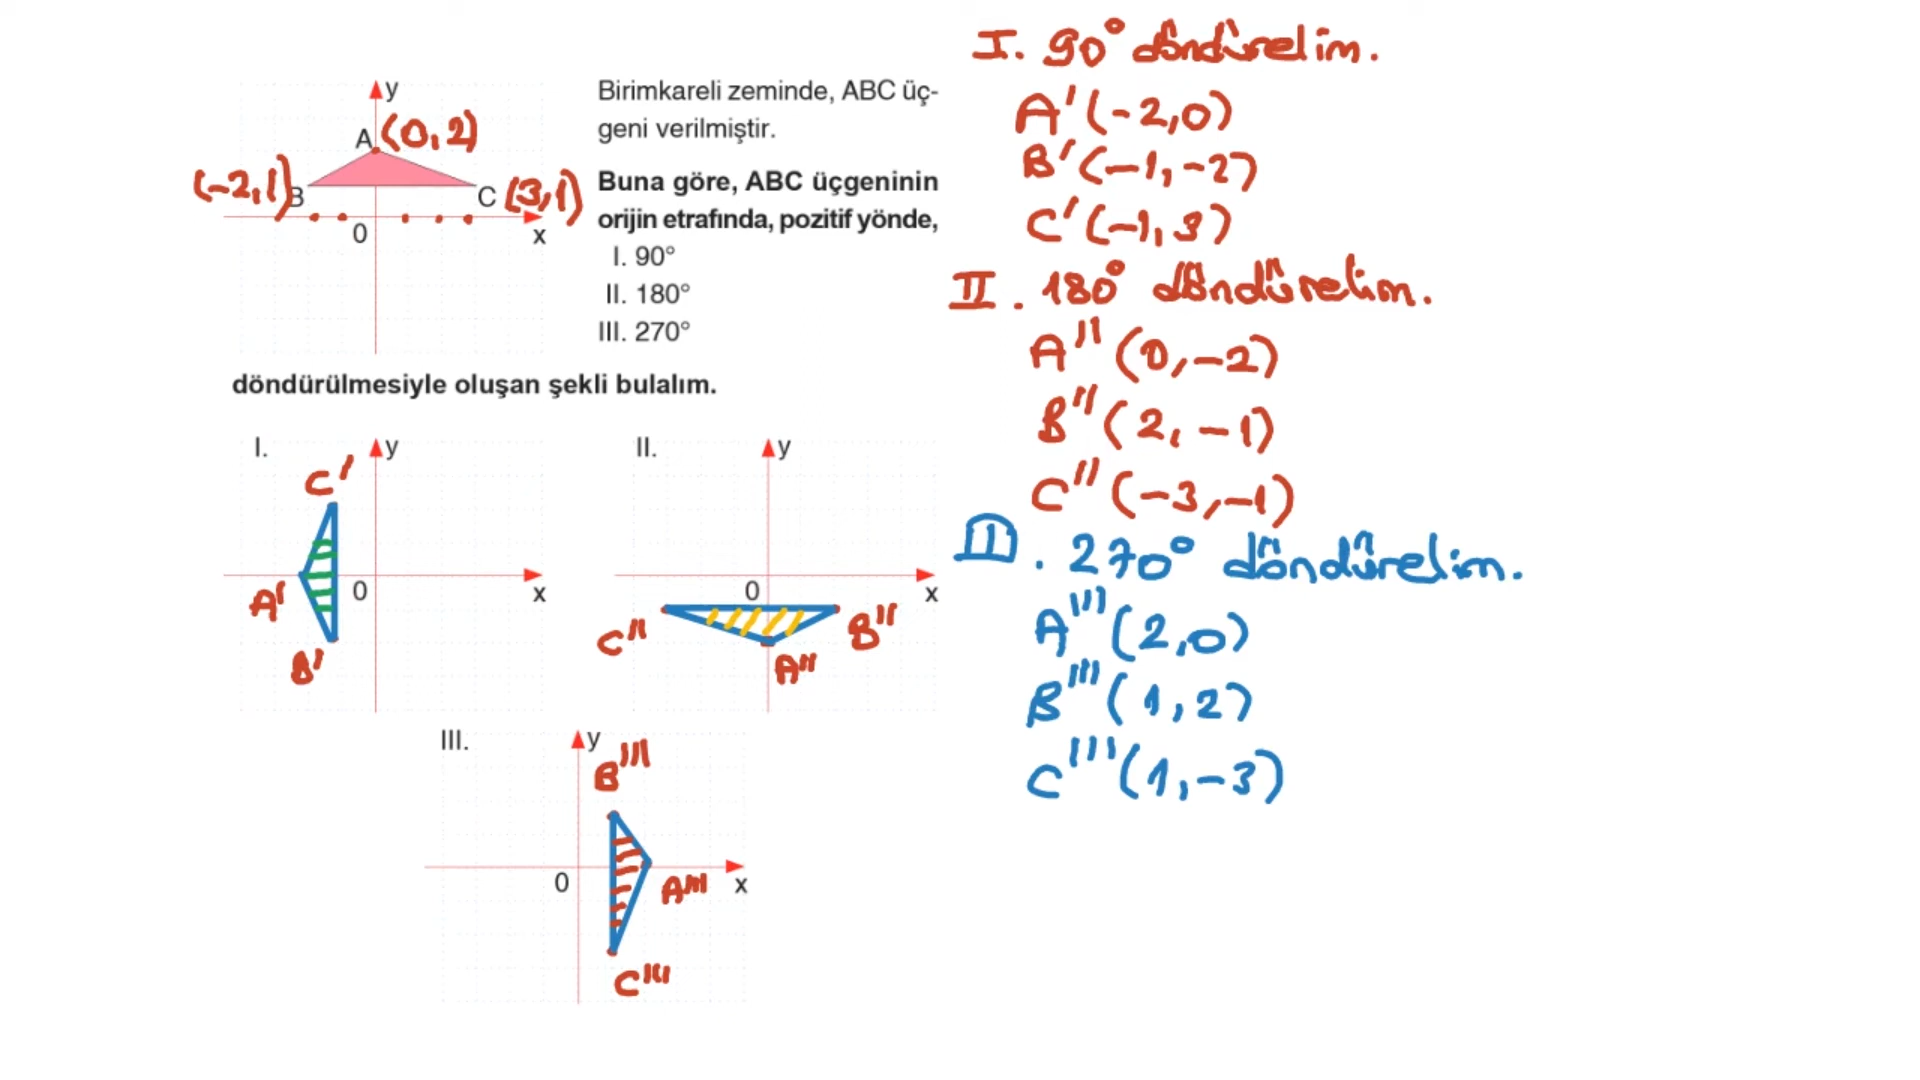 y
A (0,2)
(-2,1) B
C (3,1)
0
x
Birimkareli zeminde, ABC üç-
geni verilmiştir.
Buna göre, ABC üçgeninin
orijin etrafında, pozitif yönde,
I. 90°
II. 180°
III. 270°
döndürülmesiyle oluşan şekli bulalım.
I.
y
C'
A'
0
x
B'
II.
y
0
x
C''
B''
A''
III.
y
B'''
0
A'''
x
C'''
I. 90° döndürelim.
A'(-2,0)
B'(-1,-2)
C'(-1,3)
II. 180° döndürelim.
A''(0,-2)
B''(2,-1)
C''(-3,-1)
III. 270° döndürelim.
A'''(2,0)
B'''(1,2)
C'''(1,-3)